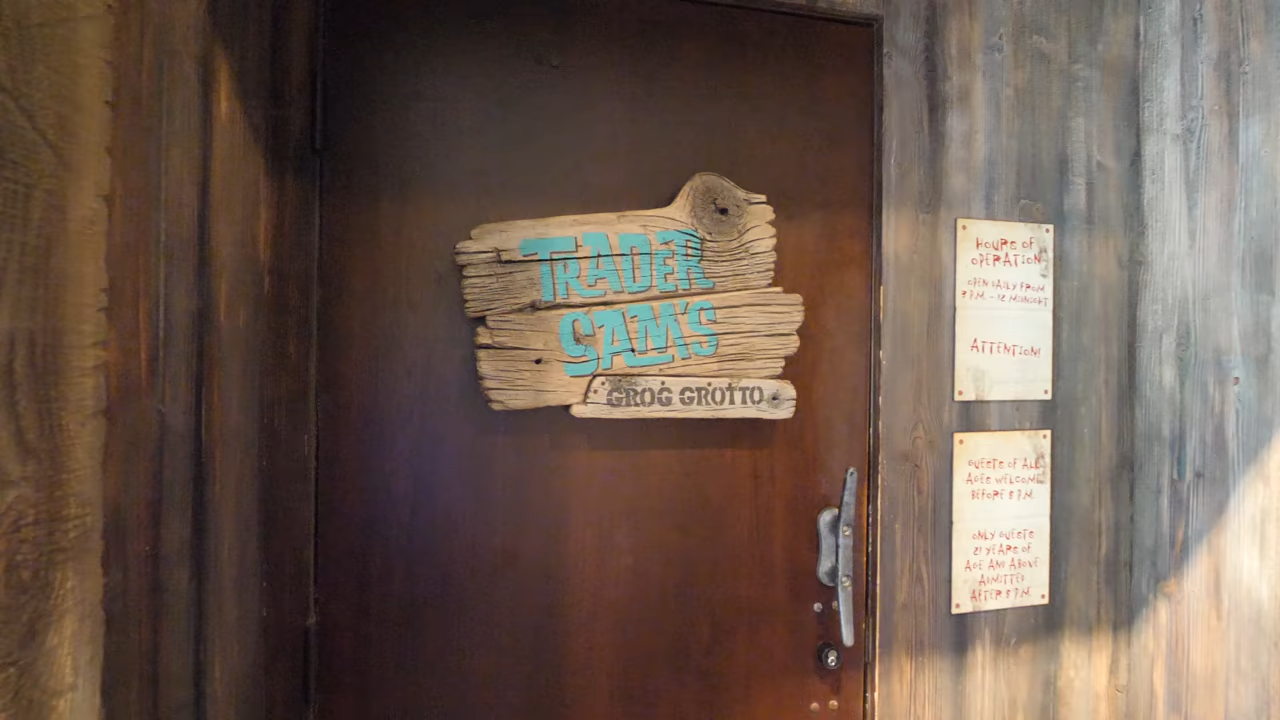 TRADER
SAM'S
GROG GROTTO
HOURS OF
OPERATION
OPEN DAILY FROM
3 P.M. - 12 MIDNIGHT
ATTENTION!
GUESTS OF ALL
AGES WELCOME
BEFORE 8 P.M.
ONLY GUESTS
21 YEARS OF
AGE AND ABOVE
ADMITTED
AFTER 8 P.M.